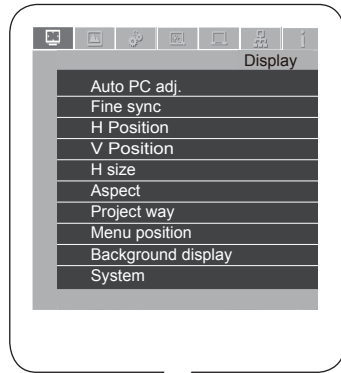 Display
Auto PC adj.
Fine sync
H Position
V Position
H size
Aspect
Project way
Menu position
Background display
System